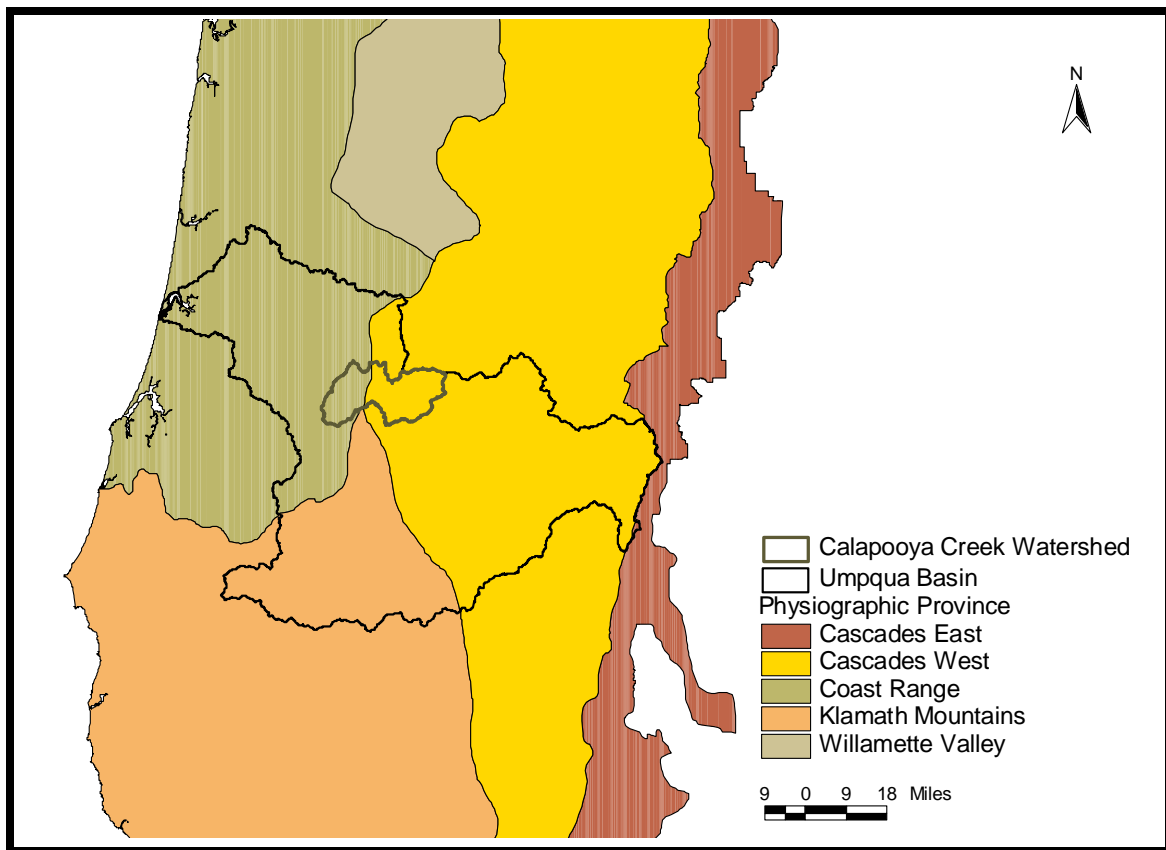 N
Calapooya Creek Watershed
Umpqua Basin
Physiographic Province
Cascades East
Cascades West
Coast Range
Klamath Mountains
Willamette Valley
9 0 9 18 Miles